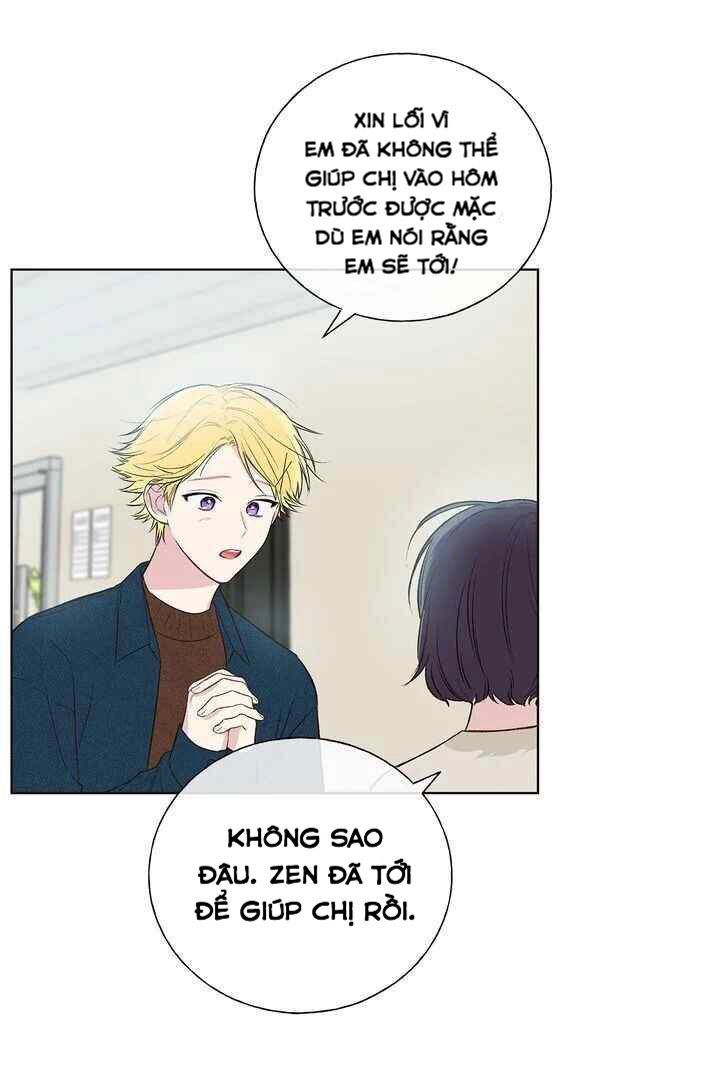 XIN LỖI VÌ
EM ĐÃ KHÔNG THỂ
GIÚP CHỊ VÀO HÔM
TRƯỚC ĐƯỢC MẶC
DÙ EM NÓI RẰNG
EM SẼ TỚI!
KHÔNG SAO
ĐÂU. ZEN ĐÃ TỚI
ĐỂ GIÚP CHỊ RỒI.